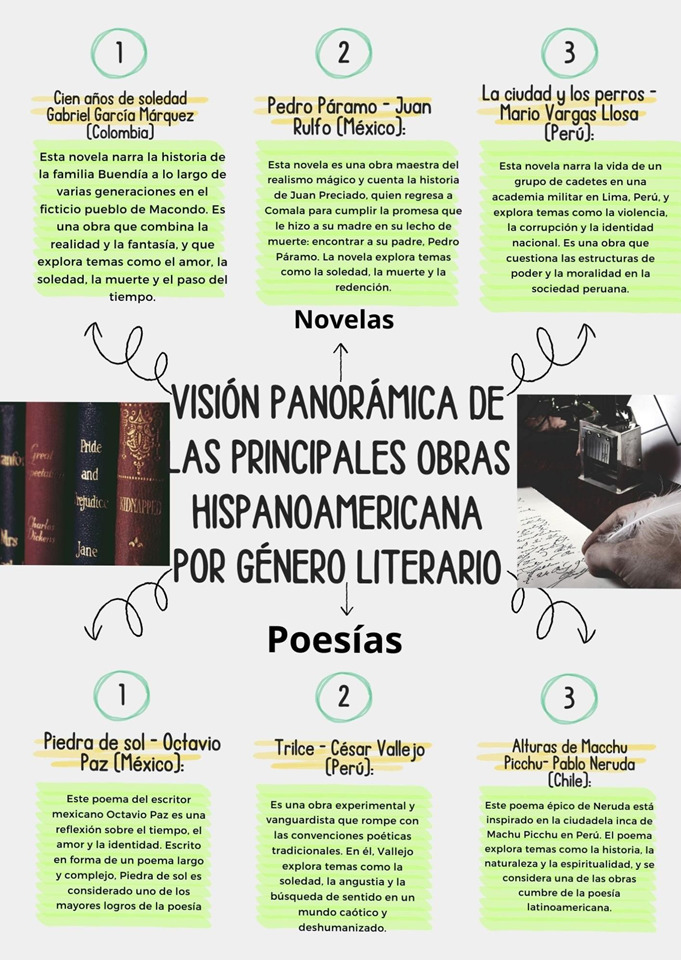 1
Cien años de soledad
Gabriel García Márquez
(Colombia)
Esta novela narra la historia de
la familia Buendía a lo largo de
varias generaciones en el
ficticio pueblo de Macondo. Es
una obra que combina la
realidad y la fantasía, y que
explora temas como el amor, la
soledad, la muerte y el paso del
tiempo.
2
Pedro Páramo - Juan
Rulfo (México):
Esta novela es una obra maestra del
realismo mágico y cuenta la historia
de Juan Preciado, quien regresa a
Comala para cumplir la promesa que
le hizo a su madre en su lecho de
muerte: encontrar a su padre, Pedro
Páramo. La novela explora temas
como la soledad, la muerte y la
redención.
3
La ciudad y los perros -
Mario Vargas Llosa
(Perú):
Esta novela narra la vida de un
grupo de cadetes en una
academia militar en Lima, Perú, y
explora temas como la violencia,
la corrupción y la identidad
nacional. Es una obra que
cuestiona las estructuras de
poder y la moralidad en la
sociedad peruana.
Novelas
VISIÓN PANORÁMICA DE
LAS PRINCIPALES OBRAS
HISPANOAMERICANA
POR GÉNERO LITERARIO
Great
Charles
Dickens
Pride
and
Prejudice
Jane
KIDNAPPED
Mrs
Poesías
1
Piedra de sol - Octavio
Paz (México):
Este poema del escritor
mexicano Octavio Paz es una
reflexión sobre el tiempo, el
amor y la identidad. Escrito
en forma de un poema largo
y complejo, Piedra de sol es
considerado uno de los
mayores logros de la poesía
2
Trilce - César Vallejo
(Perú):
Es una obra experimental y
vanguardista que rompe con
las convenciones poéticas
tradicionales. En él, Vallejo
explora temas como la
soledad, la angustia y la
búsqueda de sentido en un
mundo caótico y
deshumanizado.
3
Alturas de Macchu
Picchu- Pablo Neruda
(Chile):
Este poema épico de Neruda está
inspirado en la ciudadela inca de
Machu Picchu en Perú. El poema
explora temas como la historia, la
naturaleza y la espiritualidad, y se
considera una de las obras
cumbre de la poesía
latinoamericana.